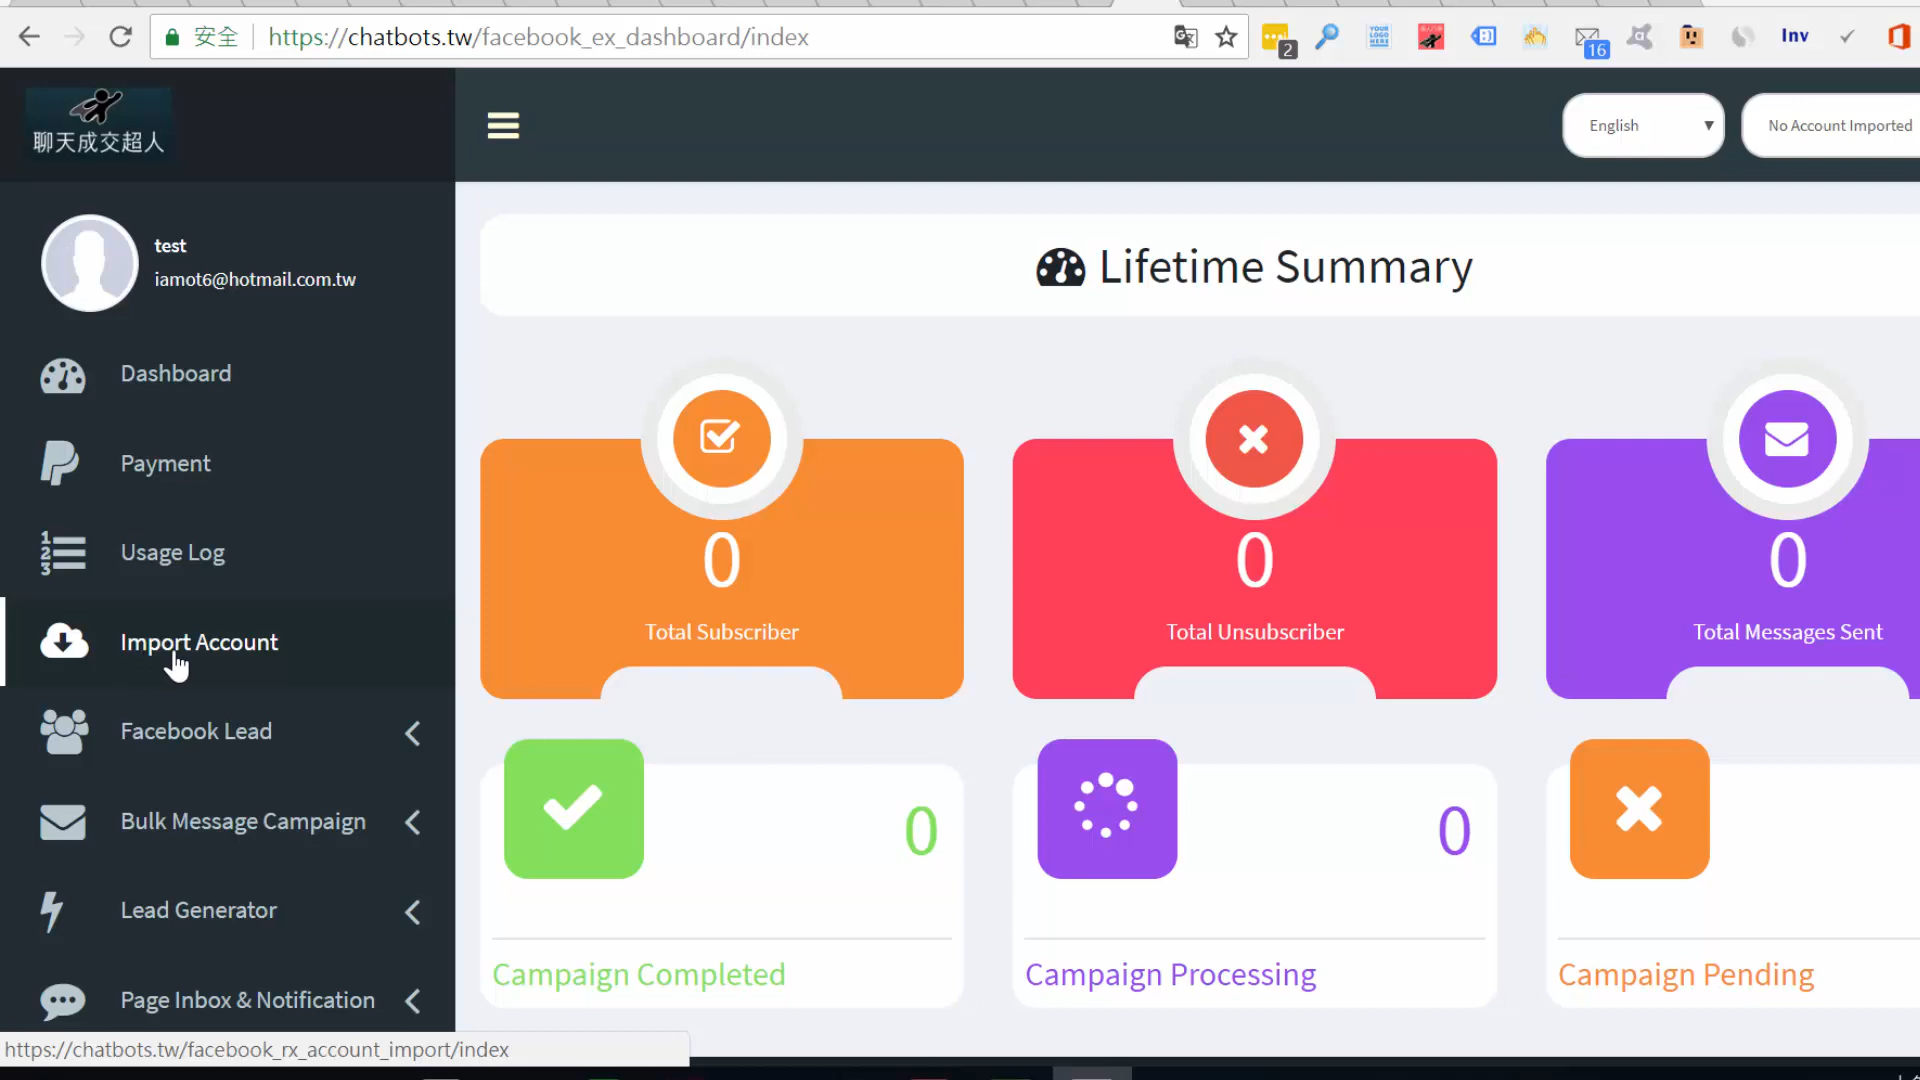 安全 https://chatbots.tw/facebook_ex_dashboard/index
2
YOUR LOGO HERE
16
Inv
聊天成交超人
English
No Account Imported
test
iamot6@hotmail.com.tw
Lifetime Summary
Dashboard
Payment
Usage Log
Import Account
Facebook Lead
Bulk Message Campaign
Lead Generator
Page Inbox & Notification
0
Total Subscriber
0
Total Unsubscriber
0
Total Messages Sent
0
Campaign Completed
0
Campaign Processing
Campaign Pending
https://chatbots.tw/facebook_rx_account_import/index